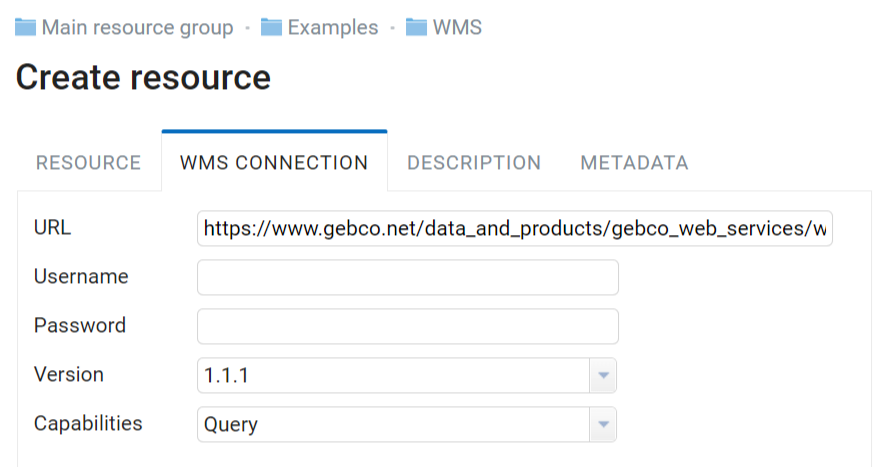 Main resource group · Examples · WMS
Create resource
RESOURCE WMS CONNECTION DESCRIPTION METADATA
URL https://www.gebco.net/data_and_products/gebco_web_services/w
Username
Password
Version 1.1.1
Capabilities Query